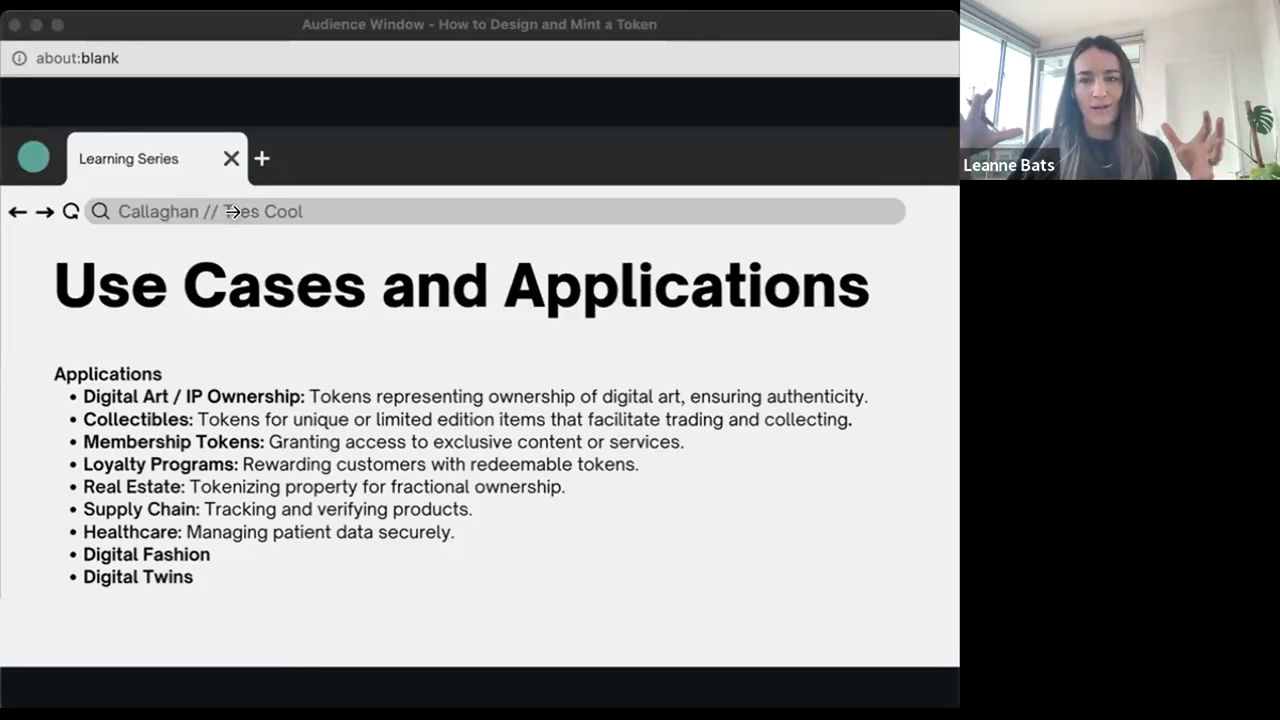 Audience Window - How to Design and Mint a Token
about:blank
Learning Series
Callaghan // Cool
Use Cases and Applications
Applications
• Digital Art / IP Ownership: Tokens representing ownership of digital art, ensuring authenticity.
• Collectibles: Tokens for unique or limited edition items that facilitate trading and collecting.
• Membership Tokens: Granting access to exclusive content or services.
• Loyalty Programs: Rewarding customers with redeemable tokens.
• Real Estate: Tokenizing property for fractional ownership.
• Supply Chain: Tracking and verifying products.
• Healthcare: Managing patient data securely.
• Digital Fashion
• Digital Twins
Leanne Bats